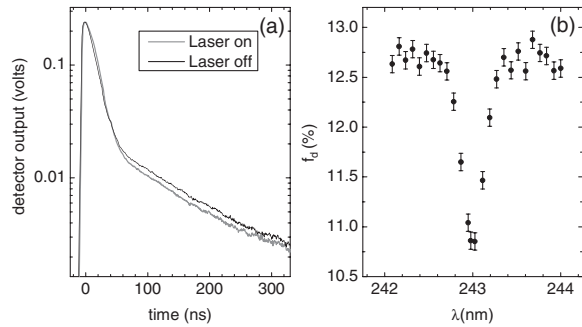 (a)
Laser on
Laser off
0.1
0.01
detector output (volts)
0 100 200 300
time (ns)
(b)
13.0
12.5
12.0
11.5
11.0
10.5
f_d (%)
242 243 244
λ(nm)